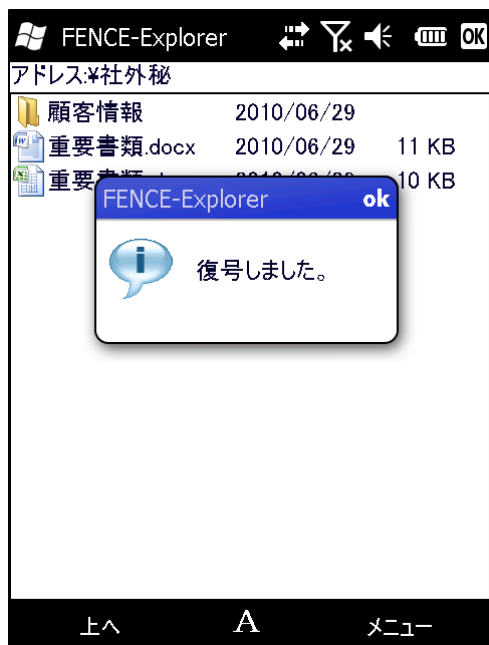 FENCE-Explorer OK
アドレス:¥社外秘
顧客情報 2010/06/29
重要書類.docx 2010/06/29 11 KB
重要 10 KB
FENCE-Explorer ok
復号しました。
上へ A メニュー